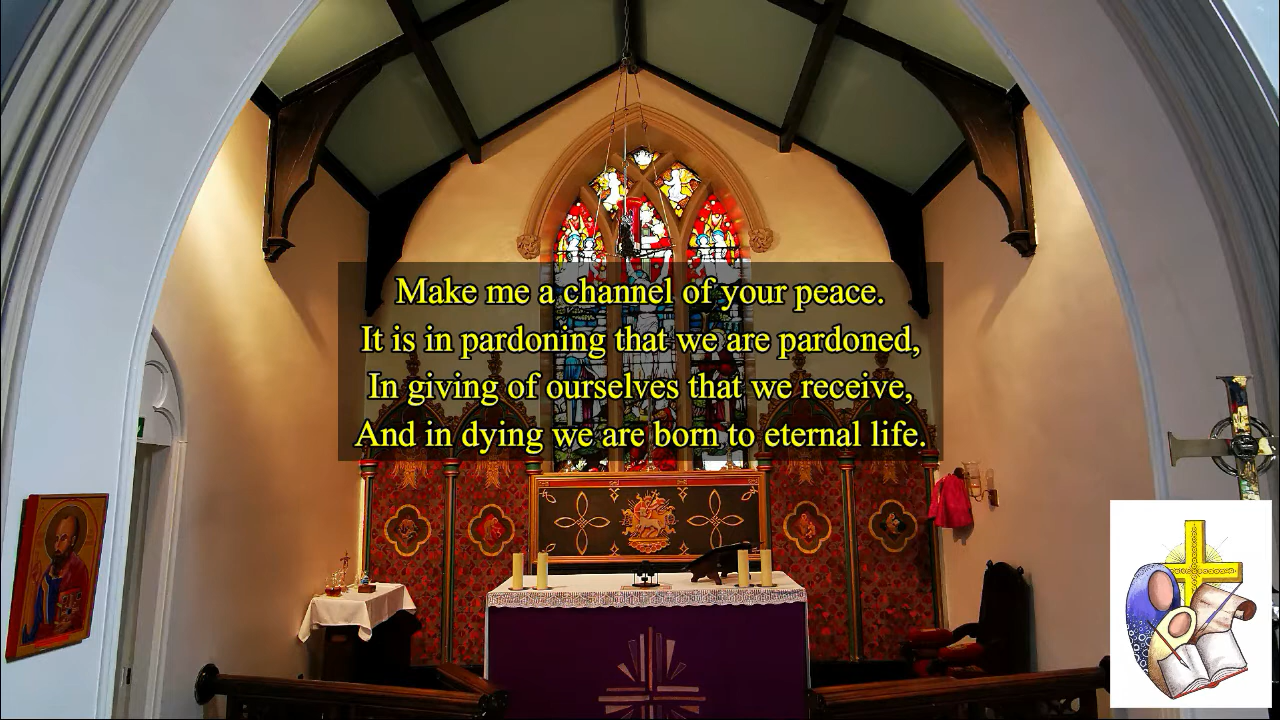 Make me a channel of your peace.
It is in pardoning that we are pardoned,
In giving of ourselves that we receive,
And in dying we are born to eternal life.